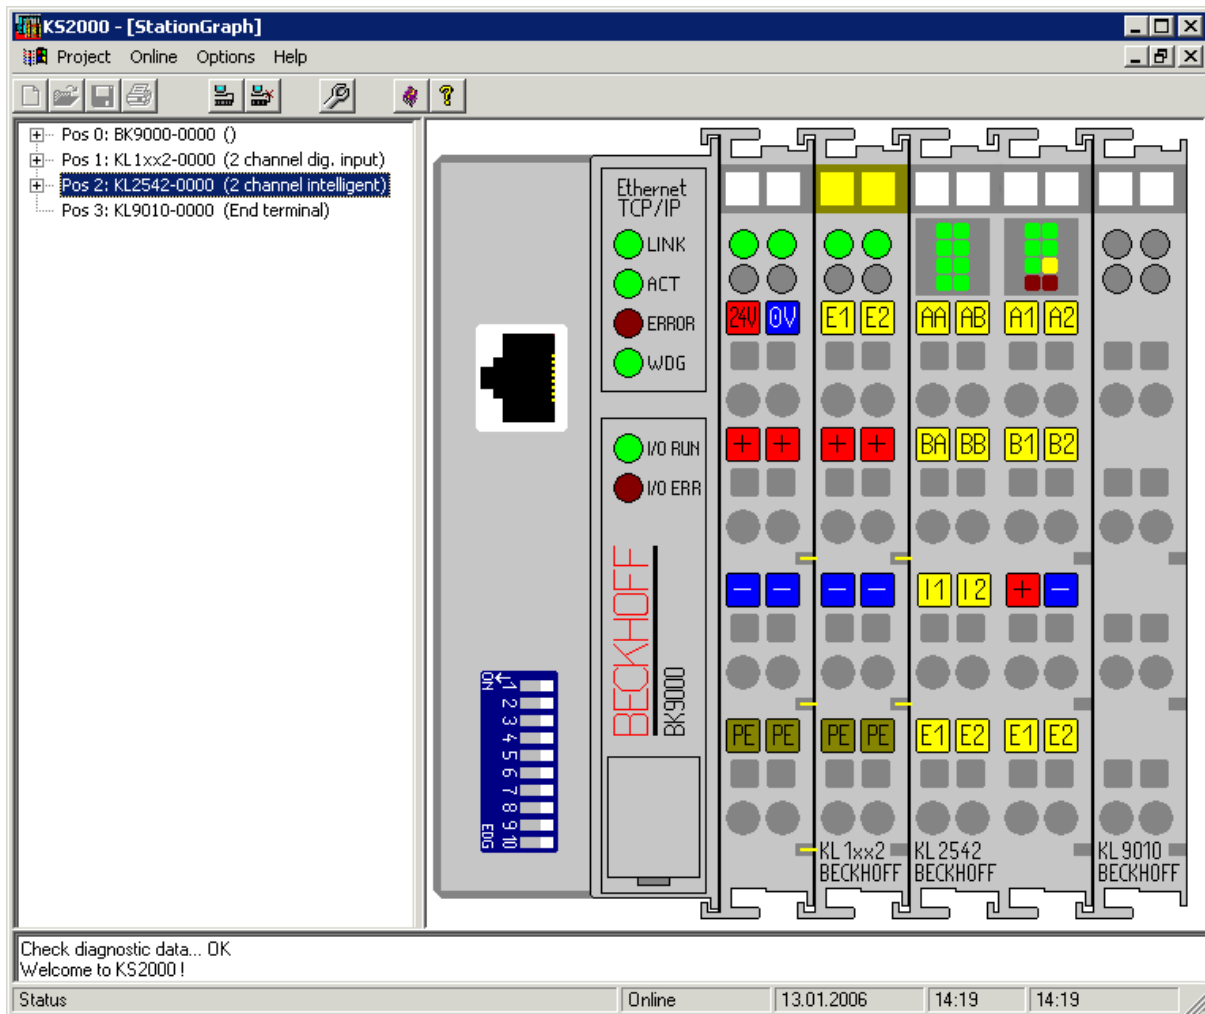 KS2000 - [StationGraph]
Project Online Options Help
Pos 0: BK9000-0000 ()
Pos 1: KL1xx2-0000 (2 channel dig. input)
Pos 2: KL2542-0000 (2 channel intelligent)
Pos 3: KL9010-0000 (End terminal)
Ethernet
TCP/IP
LINK
ACT
ERROR
WDG
I/O RUN
I/O ERR
BECKHOFF
BK9000
ON
1
2
3
4
5
6
7
8
9
10
EDG
24V 0V E1 E2 AA AB A1 A2
+ + + + BA BB B1 B2
- - - - I1 I2 + -
PE PE PE PE E1 E2 E1 E2
KL1xx2 KL2542 KL9010
BECKHOFF BECKHOFF BECKHOFF
Check diagnostic data... OK
Welcome to KS2000 !
Status Online 13.01.2006 14:19 14:19